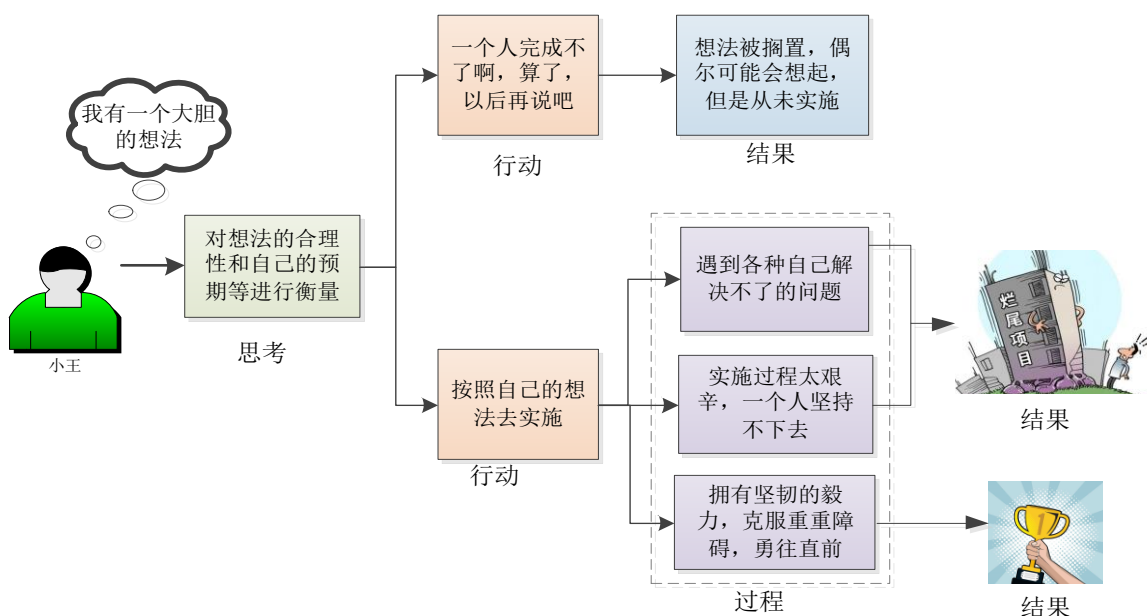 我有一个大胆
的想法
小王
对想法的合理
性和自己的预
期等进行衡量
思考
一个人完成不
了啊，算了，
以后再说吧
行动
想法被搁置，偶
尔可能会想起，
但是从未实施
结果
按照自己的想
法去实施
行动
遇到各种自己解
决不了的问题
实施过程太艰
辛，一个人坚持
不下去
拥有坚韧的毅
力，克服重重障
碍，勇往直前
过程
烂尾项目
结果
1
结果